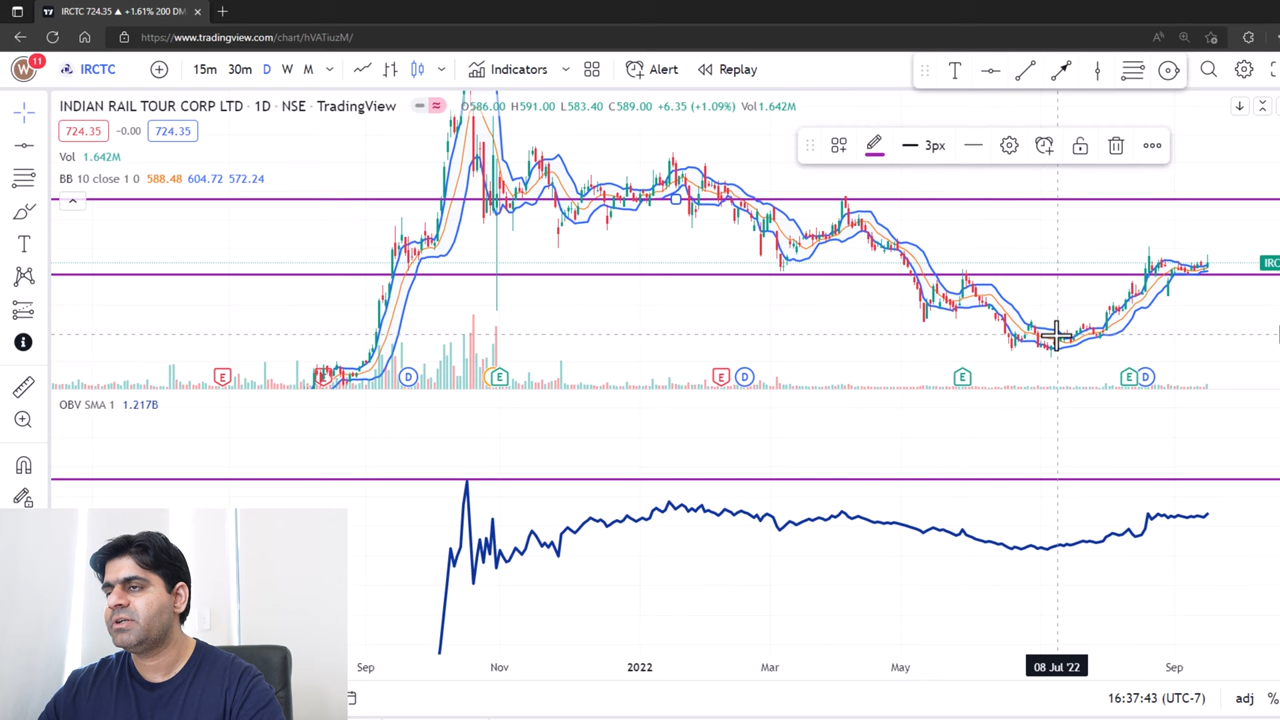 IRCTC 724.35 ▲ +1.61% 200 DM
https://www.tradingview.com/chart/hVATiuzM/
W 11 IRCTC 15m 30m D W M Indicators Alert Replay T
INDIAN RAIL TOUR CORP LTD · 1D · NSE · TradingView O586.00 H591.00 L583.40 C589.00 +6.35 (+1.09%) Vol1.642M
724.35 −0.00 724.35
3px
Vol 1.642M
BB 10 close 1 0 588.48 604.72 572.24
T
IRC
E E D E E D E E D
OBV SMA 1 1.217B
Sep Nov 2022 Mar May 08 Jul '22 Sep
16:37:43 (UTC-7) adj %